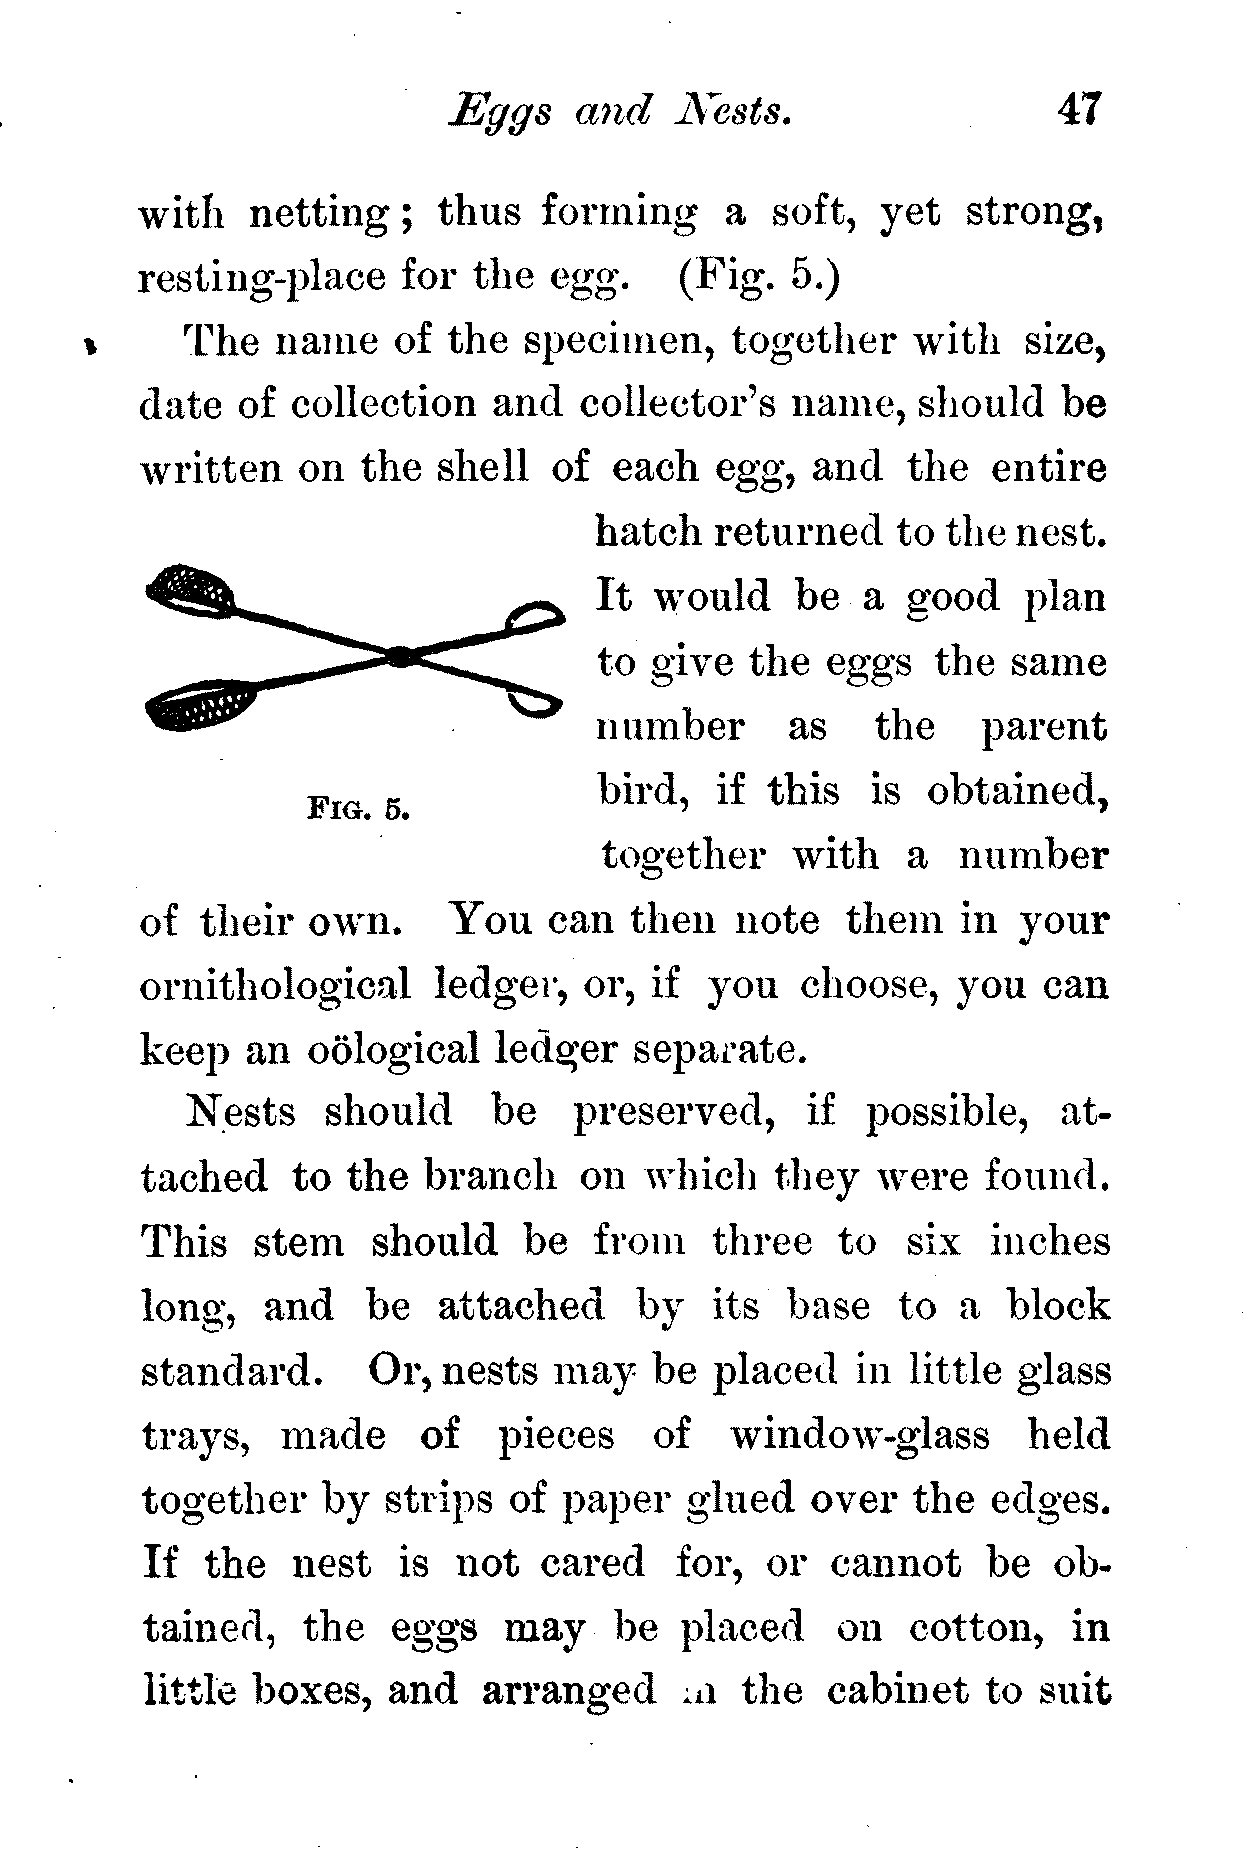 Eggs and Nests. 47
with netting; thus forming a soft, yet strong,
resting-place for the egg. (Fig. 5.)
The name of the specimen, together with size,
date of collection and collector's name, should be
written on the shell of each egg, and the entire
hatch returned to the nest.
It would be a good plan
to give the eggs the same
number as the parent
bird, if this is obtained,
together with a number
FIG. 5.
of their own. You can then note them in your
ornithological ledger, or, if you choose, you can
keep an oölogical ledger separate.
Nests should be preserved, if possible, at-
tached to the branch on which they were found.
This stem should be from three to six inches
long, and be attached by its base to a block
standard. Or, nests may be placed in little glass
trays, made of pieces of window-glass held
together by strips of paper glued over the edges.
If the nest is not cared for, or cannot be ob-
tained, the eggs may be placed on cotton, in
little boxes, and arranged in the cabinet to suit